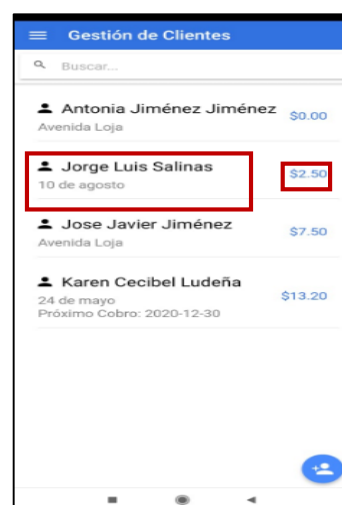 Gestión de Clientes
Buscar...
Antonia Jiménez Jiménez $0.00
Avenida Loja
Jorge Luis Salinas $2.50
10 de agosto
Jose Javier Jiménez $7.50
Avenida Loja
Karen Cecibel Ludeña
24 de mayo $13.20
Próximo Cobro: 2020-12-30